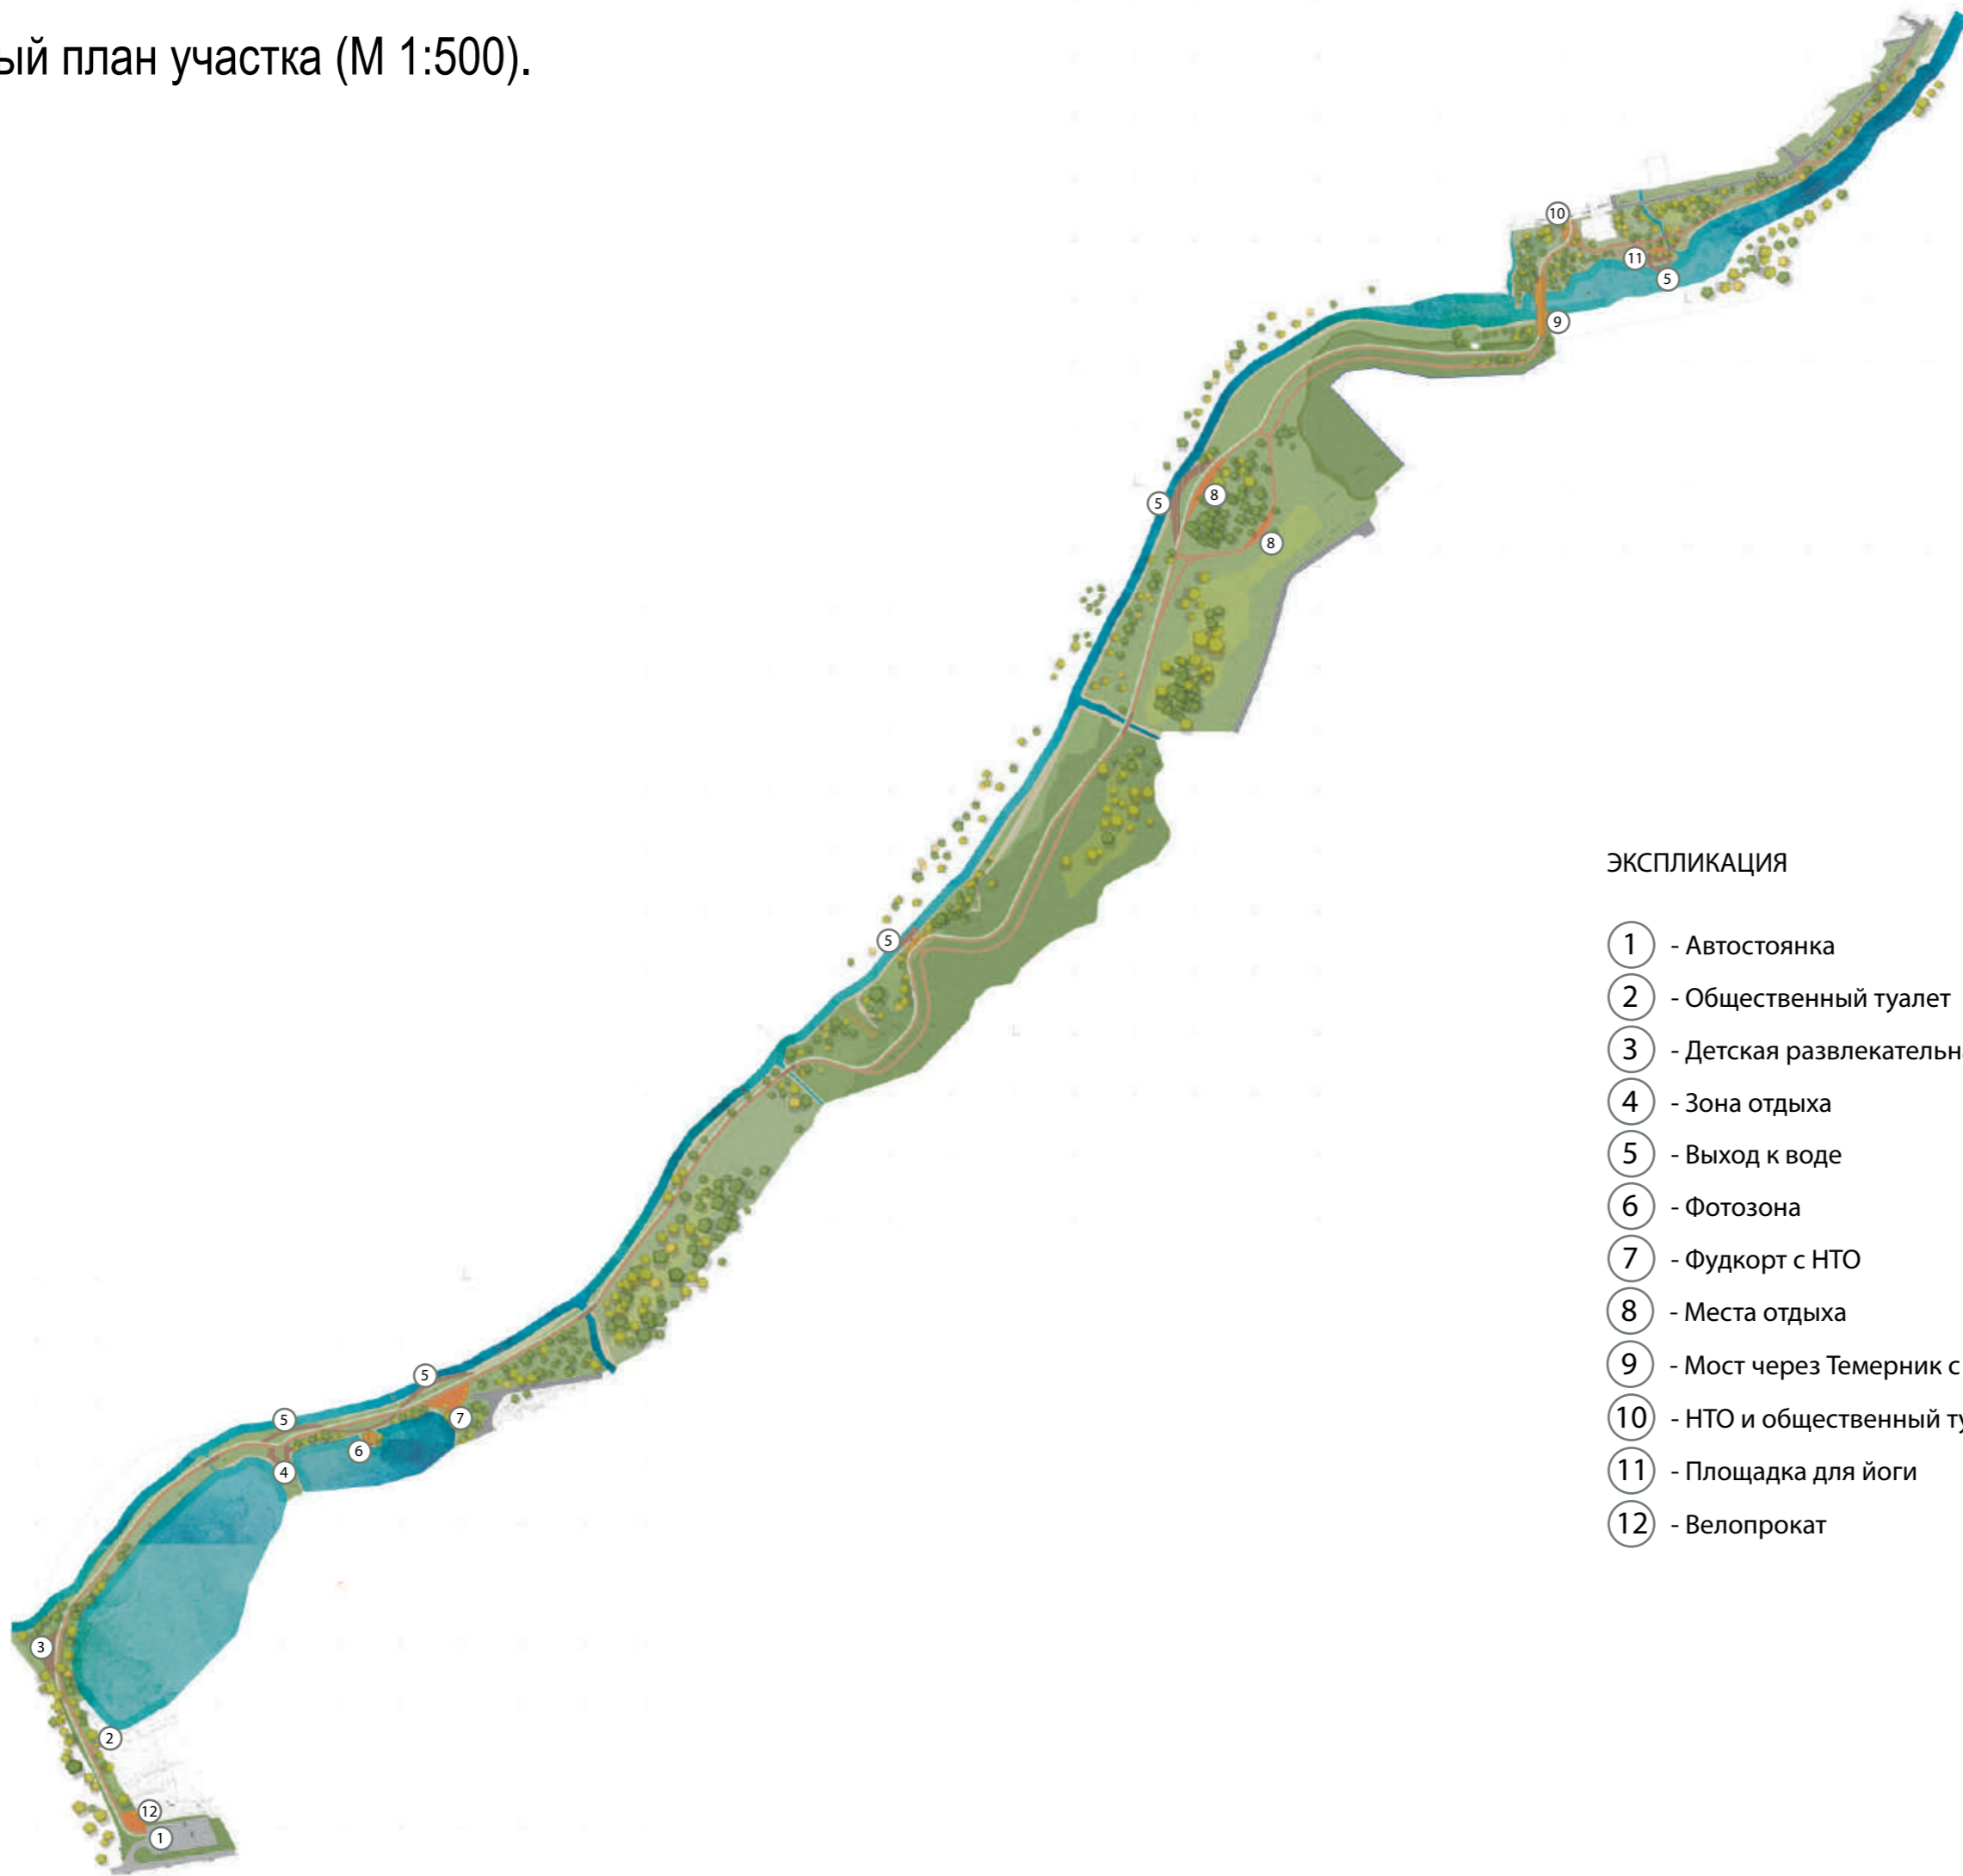 ый план участка (М 1:500).
10
11
5
9
8
5
8
5
5
7
5
6
4
3
2
12
1
ЭКСПЛИКАЦИЯ
1 - Автостоянка
2 - Общественный туалет
3 - Детская развлекательн
4 - Зона отдыха
5 - Выход к воде
6 - Фотозона
7 - Фудкорт с НТО
8 - Места отдыха
9 - Мост через Темерник с
10 - НТО и общественный ту
11 - Площадка для йоги
12 - Велопрокат